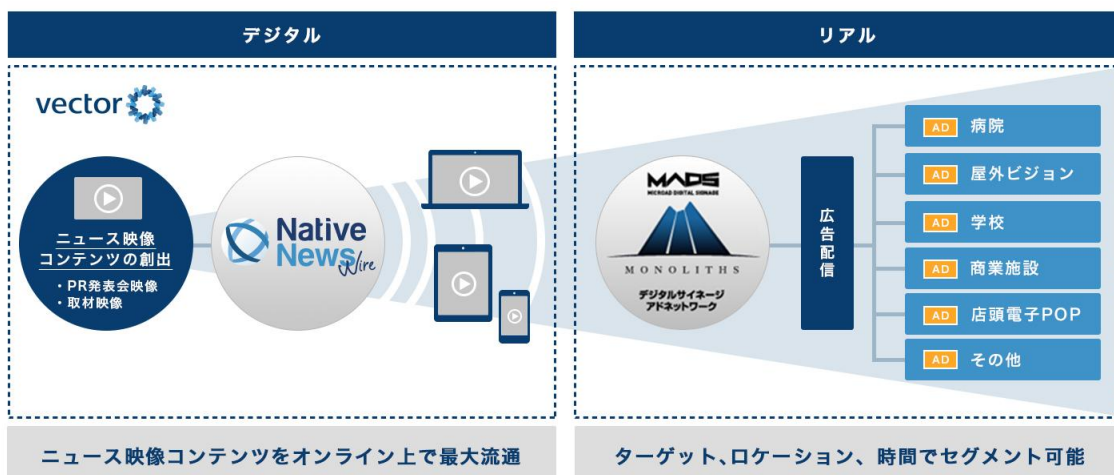 デジタル
vector
ニュース映像
コンテンツの創出
・PR発表会映像
・取材映像
Native
News
Wire
ニュース映像コンテンツをオンライン上で最大流通
リアル
MADS
MICROAD DIGITAL SIGNAGE
MONOLITHS
デジタルサイネージ
アドネットワーク
広告配信
AD 病院
AD 屋外ビジョン
AD 学校
AD 商業施設
AD 店頭電子POP
AD その他
ターゲット、ロケーション、時間でセグメント可能